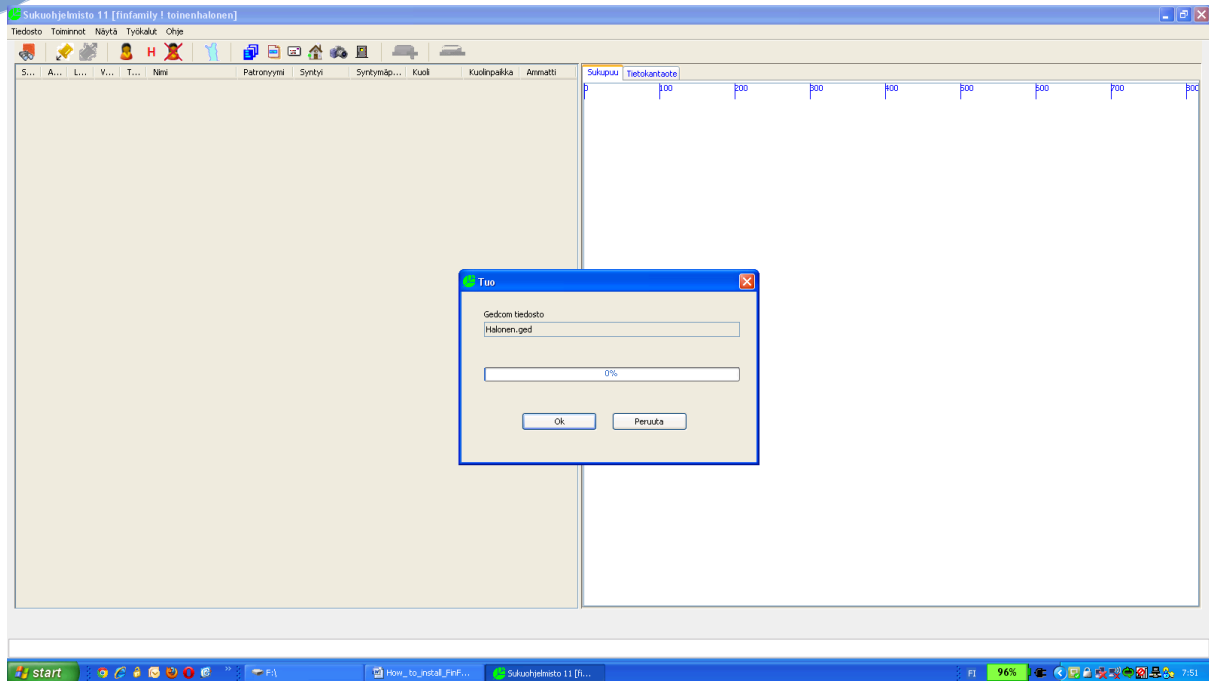 Sukuohjelmisto 11 [finfamily ! toinenhalonen]
Tiedosto Toiminnot Näytä Työkalut Ohje
H
S... A... L... V... T... Nimi Patronyymi Syntyi Syntymäp... Kuoli Kuolinpaikka Ammatti
Sukupuu Tietokantaote
0 100 200 300 400 500 600 700 800
Tuo
Gedcom tiedosto
Halonen.ged
0%
Ok Peruuta
start F:\ How_to_install_FinF... Sukuohjelmisto 11 [fi... FI 96% 7:51